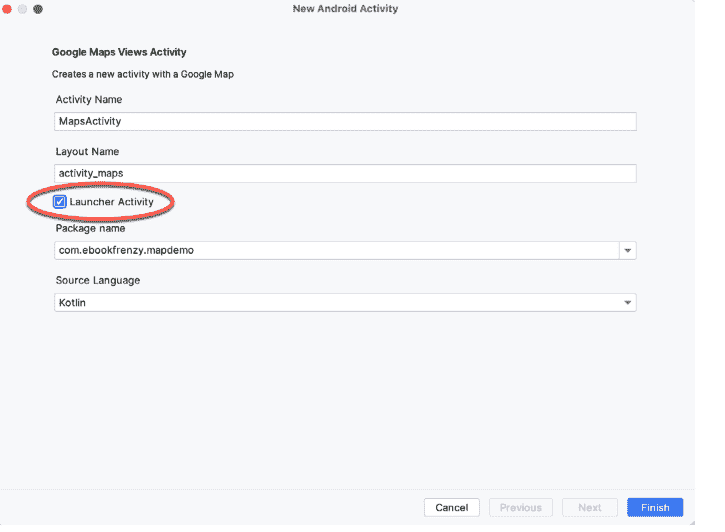 New Android Activity
Google Maps Views Activity
Creates a new activity with a Google Map
Activity Name
MapsActivity
Layout Name
activity_maps
Launcher Activity
Package name
com.ebookfrenzy.mapdemo
Source Language
Kotlin
Cancel Previous Next Finish